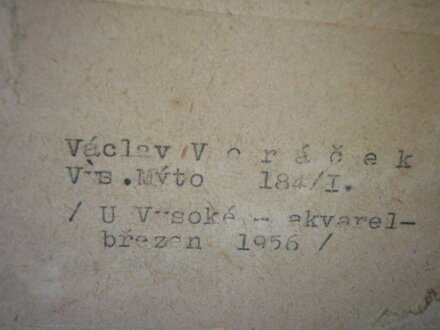 Václav V o r á č e k
Vys.Mýto 184/I.
/ U Vysoké - akvarel-
březen 1956 /